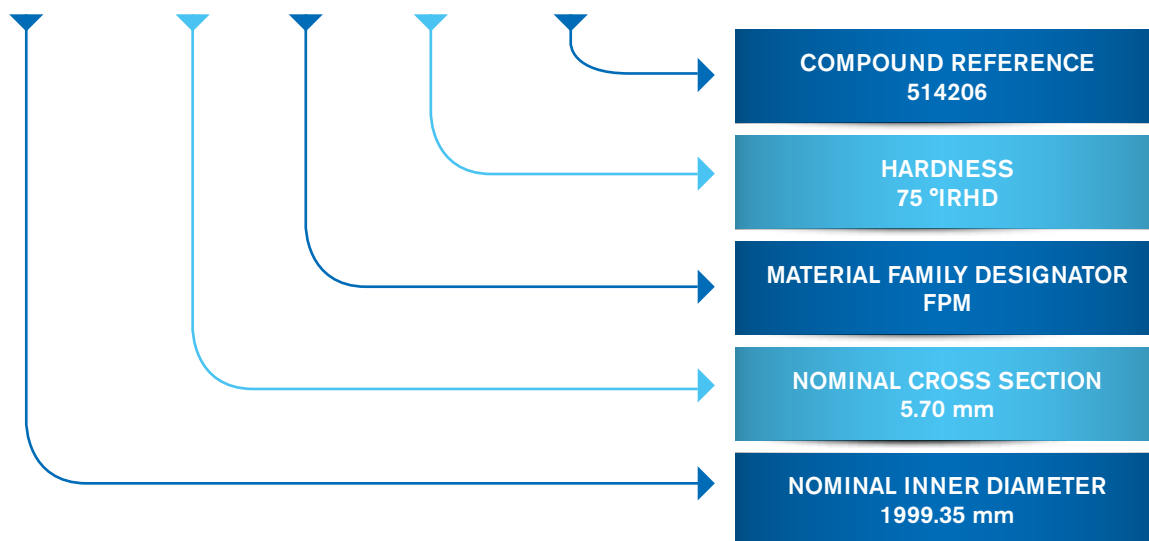 COMPOUND REFERENCE
514206
HARDNESS
75 °IRHD
MATERIAL FAMILY DESIGNATOR
FPM
NOMINAL CROSS SECTION
5.70 mm
NOMINAL INNER DIAMETER
1999.35 mm